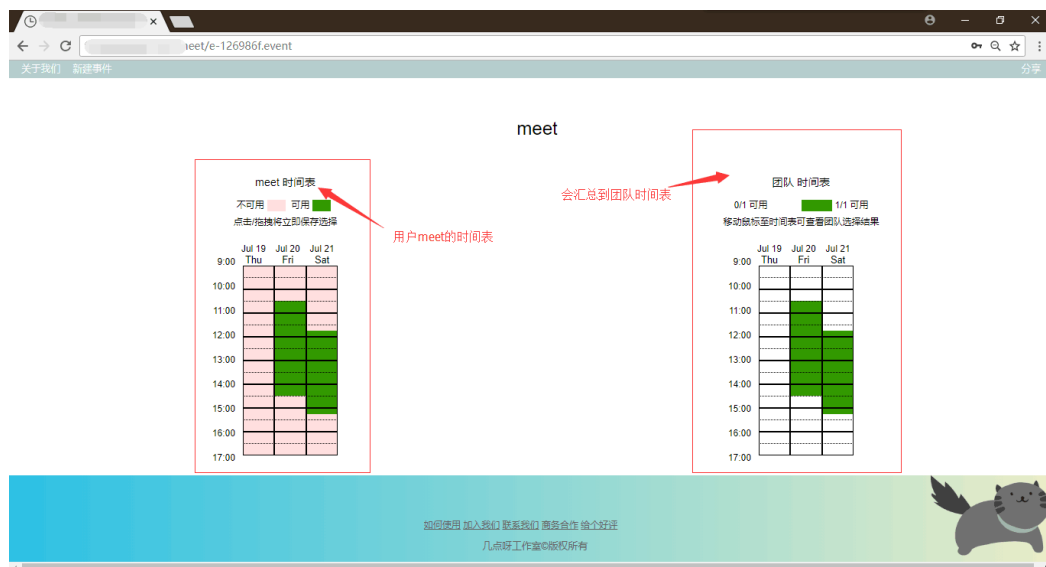 eet/e-126986f.event
关于我们 新建事件 分享
meet
meet 时间表
不可用 可用
点击/拖拽将立即保存选择
Jul 19 Jul 20 Jul 21
Thu Fri Sat
9:00
10:00
11:00
12:00
13:00
14:00
15:00
16:00
17:00
用户meet的时间表
会汇总到团队时间表
团队 时间表
0/1 可用 1/1 可用
移动鼠标至时间表可查看团队选择结果
Jul 19 Jul 20 Jul 21
Thu Fri Sat
9:00
10:00
11:00
12:00
13:00
14:00
15:00
16:00
17:00
如何使用 加入我们 联系我们 商务合作 给个好评
几点呀工作室©版权所有